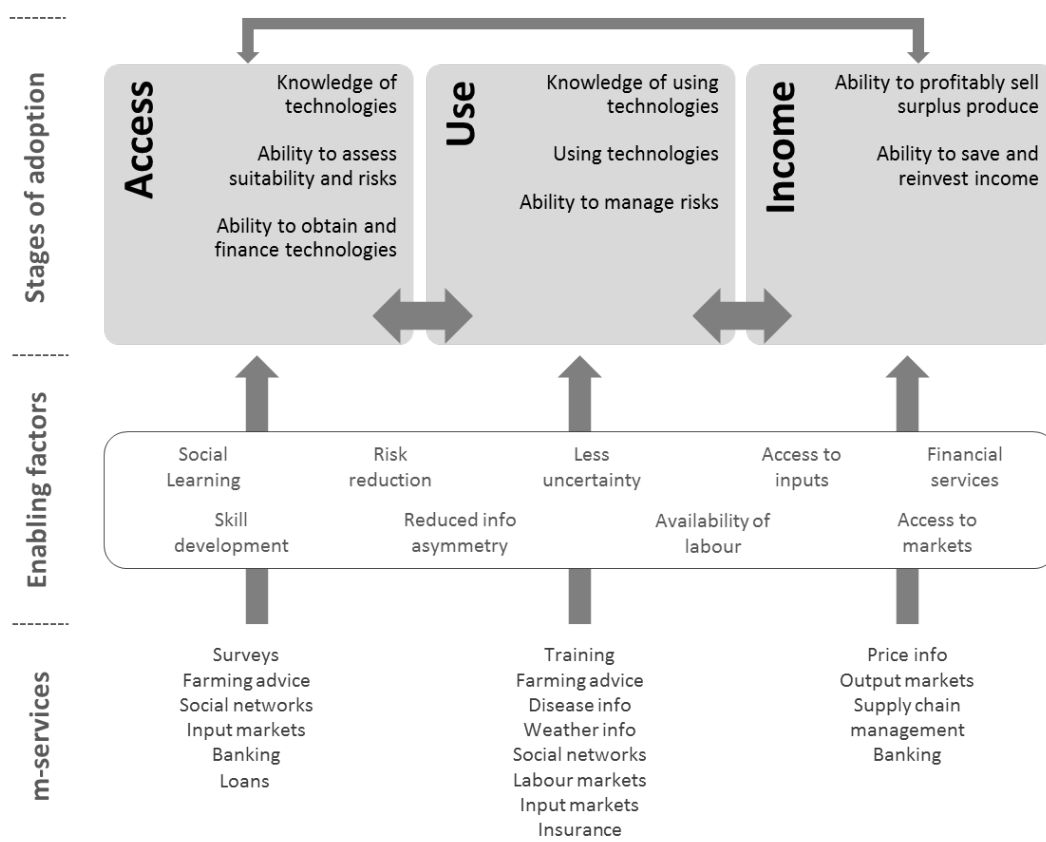 Stages of adoption
Access
Knowledge of
technologies
Ability to assess
suitability and risks
Ability to obtain and
finance technologies
Use
Knowledge of using
technologies
Using technologies
Ability to manage risks
Income
Ability to profitably sell
surplus produce
Ability to save and
reinvest income
Enabling factors
Social
Learning
Risk
reduction
Less
uncertainty
Access to
inputs
Financial
services
Skill
development
Reduced info
asymmetry
Availability of
labour
Access to
markets
m-services
Surveys
Farming advice
Social networks
Input markets
Banking
Loans
Training
Farming advice
Disease info
Weather info
Social networks
Labour markets
Input markets
Insurance
Price info
Output markets
Supply chain
management
Banking